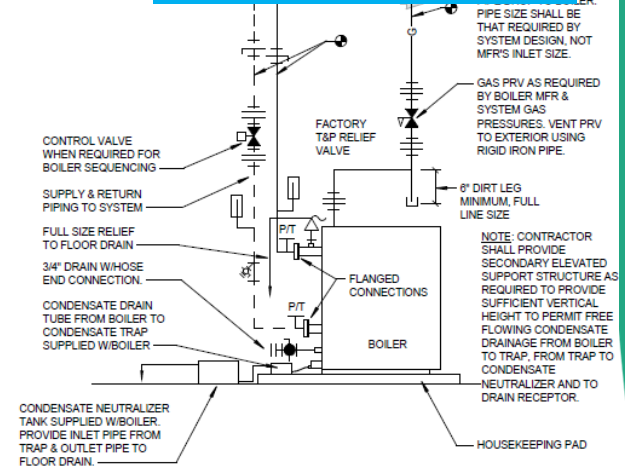 PIPE SIZE SHALL BE
THAT REQUIRED BY
SYSTEM DESIGN, NOT
MFR'S INLET SIZE.
G
GAS PRV AS REQUIRED
BY BOILER MFR &
SYSTEM GAS
PRESSURES. VENT PRV
TO EXTERIOR USING
RIGID IRON PIPE.
FACTORY
T&P RELIEF
VALVE
CONTROL VALVE
WHEN REQUIRED FOR
BOILER SEQUENCING
SUPPLY & RETURN
PIPING TO SYSTEM
6" DIRT LEG
MINIMUM, FULL
LINE SIZE
FULL SIZE RELIEF
TO FLOOR DRAIN
P/T
3/4" DRAIN W/HOSE
END CONNECTION.
FLANGED
CONNECTIONS
NOTE: CONTRACTOR
SHALL PROVIDE
SECONDARY ELEVATED
SUPPORT STRUCTURE AS
REQUIRED TO PROVIDE
SUFFICIENT VERTICAL
HEIGHT TO PERMIT FREE
FLOWING CONDENSATE
DRAINAGE FROM BOILER
TO TRAP, FROM TRAP TO
CONDENSATE
NEUTRALIZER AND TO
DRAIN RECEPTOR.
CONDENSATE DRAIN
TUBE FROM BOILER TO
CONDENSATE TRAP
SUPPLIED W/BOILER
P/T
BOILER
CONDENSATE NEUTRALIZER
TANK SUPPLIED W/BOILER.
PROVIDE INLET PIPE FROM
TRAP & OUTLET PIPE TO
FLOOR DRAIN.
HOUSEKEEPING PAD